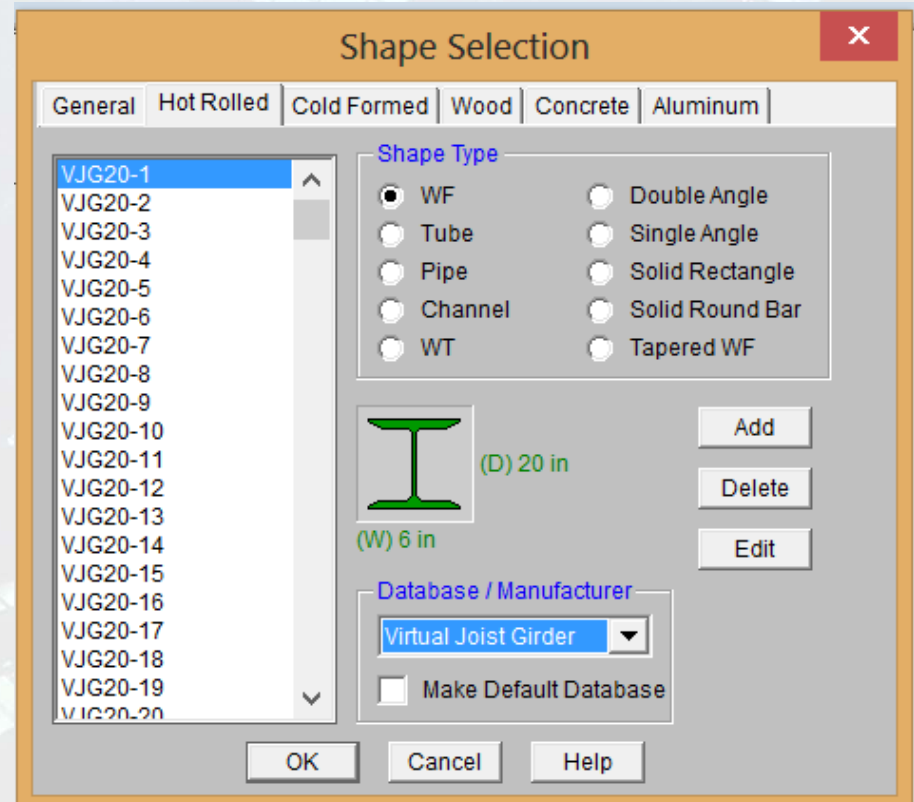 Shape Selection
General Hot Rolled Cold Formed Wood Concrete Aluminum
VJG20-1
VJG20-2
VJG20-3
VJG20-4
VJG20-5
VJG20-6
VJG20-7
VJG20-8
VJG20-9
VJG20-10
VJG20-11
VJG20-12
VJG20-13
VJG20-14
VJG20-15
VJG20-16
VJG20-17
VJG20-18
VJG20-19
VJG20-20
Shape Type
WF Double Angle
Tube Single Angle
Pipe Solid Rectangle
Channel Solid Round Bar
WT Tapered WF
(D) 20 in
(W) 6 in
Add
Delete
Edit
Database / Manufacturer
Virtual Joist Girder
Make Default Database
OK Cancel Help